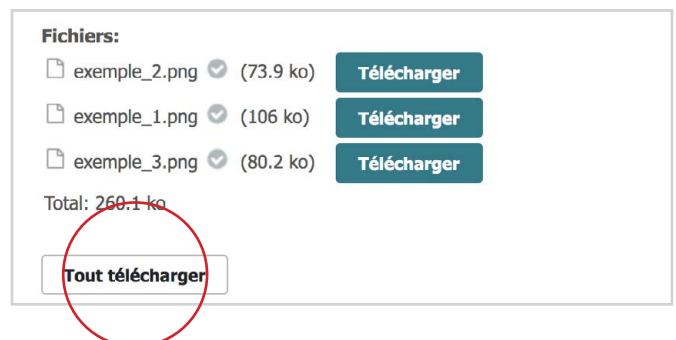 Fichiers:
exemple_2.png (73.9 ko) Télécharger
exemple_1.png (106 ko) Télécharger
exemple_3.png (80.2 ko) Télécharger
Total: 260.1 ko
Tout télécharger